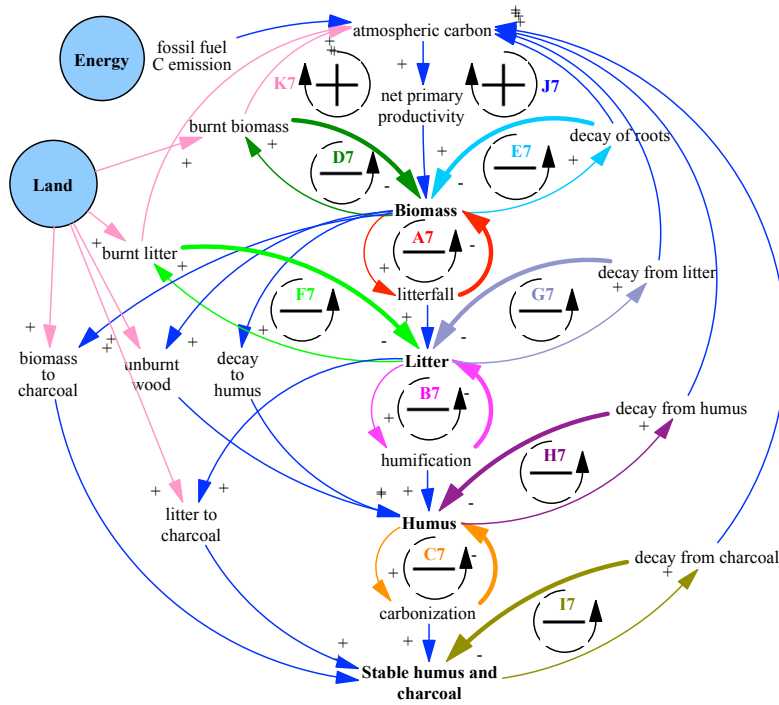 Energy
fossil fuel
C emission
atmospheric carbon
+
+
+
K7
+
J7
net primary
productivity
burnt biomass
+
+
+
D7
-
E7
-
+
decay of roots
Land
Biomass
A7
-
+
litterfall
+
burnt litter
+
+
F7
-
G7
-
+
decay from litter
Litter
biomass
to
charcoal
+
unburnt
wood
+
+
+
decay
to
humus
+
B7
-
+
humification
+
+
litter to
charcoal
+
+
+
+
H7
-
+
decay from humus
Humus
C7
-
+
carbonization
+
+
+
I7
-
+
decay from charcoal
Stable humus and
charcoal